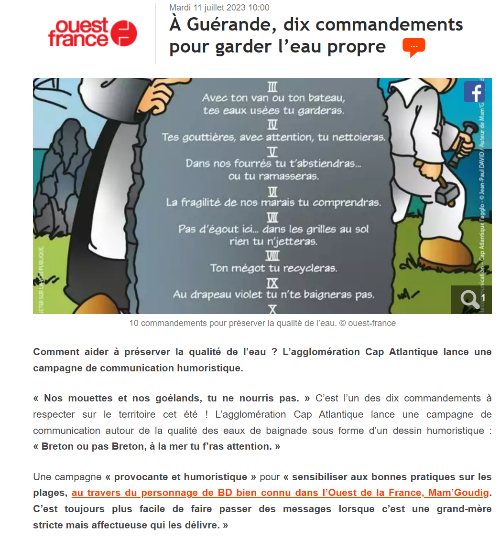 Mardi 11 juillet 2023 10:00
ouest
france
À Guérande, dix commandements
pour garder l’eau propre
III
Avec ton van ou ton bateau,
tes eaux usées tu garderas.
IV
Tes gouttières, avec attention, tu nettoieras.
V
Dans nos fourrés tu t'abstiendras...
ou tu ramasseras.
VI
La fragilité de nos marais tu comprendras.
VII
Pas d'égout ici... dans les grilles au sol
rien tu n'jetteras.
VIII
Ton mégot tu recycleras.
IX
Au drapeau violet tu n'te baigneras pas.
X
1
10 commandements pour préserver la qualité de l’eau. © ouest-france
Comment aider à préserver la qualité de l’eau ? L’agglomération Cap Atlantique lance une
campagne de communication humoristique.
« Nos mouettes et nos goélands, tu ne nourris pas. » C’est l’un des dix commandements à
respecter sur le territoire cet été ! L’agglomération Cap Atlantique lance une campagne de
communication autour de la qualité des eaux de baignade sous forme d’un dessin humoristique :
« Breton ou pas Breton, à la mer tu f’ras attention. »
Une campagne « provocante et humoristique » pour « sensibiliser aux bonnes pratiques sur les
plages, au travers du personnage de BD bien connu dans l’Ouest de la France, Mam’Goudig.
C’est toujours plus facile de faire passer des messages lorsque c’est une grand-mère
stricte mais affectueuse qui les délivre. »